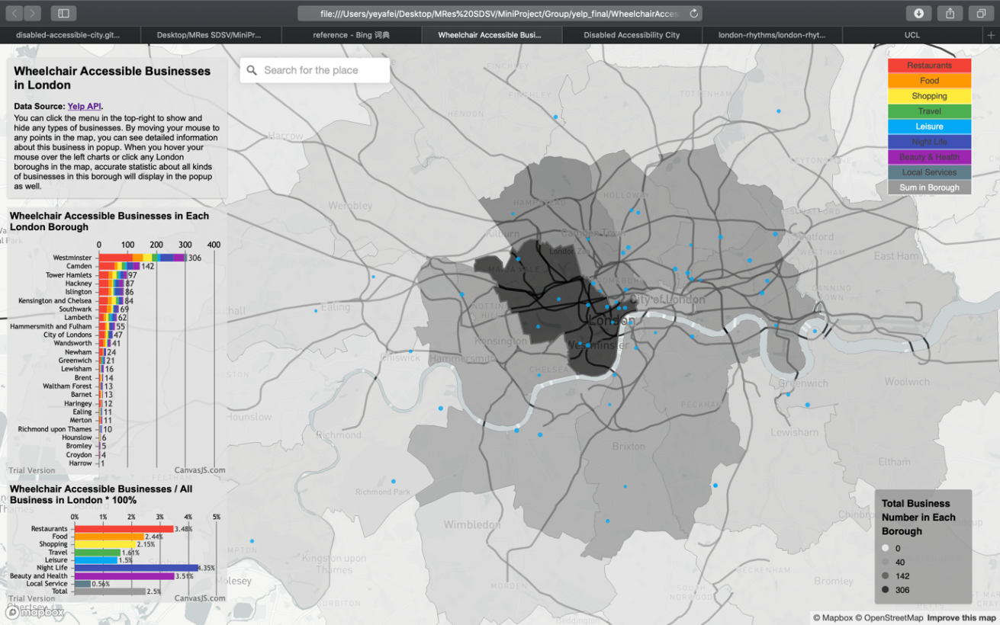 file:///Users/yeyafei/Desktop/MRes%20SDSV/MiniProject/Group/yelp_final/WheelchairAcces
disabled-accessible-city.git...
Desktop/MRes SDSV/MiniPr...
reference - Bing 词典
Wheelchair Accessible Busi...
Disabled Accessibility City
london-rhythms/london-rhyt...
UCL
Wheelchair Accessible Businesses
in London
Data Source: Yelp API.
You can click the menu in the top-right to show and
hide any types of businesses. By moving your mouse to
any points in the map, you can see detailed information
about this business in popup. When you hover your
mouse over the left charts or click any London
boroughs in the map, accurate statistic about all kinds
of businesses in this borough will display in the popup
as well.
Search for the place
Restaurants
Food
Shopping
Travel
Leisure
Night Life
Beauty & Health
Local Services
Sum in Borough
Wheelchair Accessible Businesses in Each
London Borough
0 100 200 300 400
Westminster 306
Camden 142
Tower Hamlets 97
Hackney 87
Islington 86
Kensington and Chelsea 84
Southwark 69
Lambeth 62
Hammersmith and Fulham 55
City of Londons 47
Wandsworth 41
Newham 24
Greenwich 21
Lewisham 16
Brent 14
Waltham Forest 13
Barnet 13
Haringey 12
Ealing 11
Merton 11
Richmond upon Thames 10
Hounslow 6
Bromley 5
Croydon 4
Harrow 1
Trial Version
CanvasJS.com
Wheelchair Accessible Businesses / All
Business in London * 100%
0% 1% 2% 3% 4% 5%
Restaurants 3.48%
Food 2.44%
Shopping 2.15%
Travel 1.61%
Leisure 1.5%
Night Life 4.35%
Beauty and Health 3.51%
Local Service 0.56%
Total 2.5%
Trial Version
CanvasJS.com
mapbox
FINCHLEY
FINCHLEY
TOTTENHAM
HENDON
Harrow
LEYTONSTONE
Wembley
HAMPSTEAD
HOLLOWAY
STRATFORD
Kilburn
Camden Town
Stratford
London Zoo
WEST HAM
East Ham
MAIDA VALE
CANNING
TOWN
City of London
NOTTING
HILL
Ealing
London
Kensington
Westminster
Chiswick
Hammersmith
CHELSEA
Greenwich
Woolwich
PECKHAM
Hounslow
Richmond
Lewisham
Brixton
Eltham
FELTHAM
Richmond Park
Wimbledon
Kingston upon
Thames
BECKENHAM
Bromley
MORDEN
SOUTH
NORWOOD
SURBITON
Molesey
Chertsey
Beddington
Total Business
Number in Each
Borough
0
40
142
306
© Mapbox © OpenStreetMap Improve this map